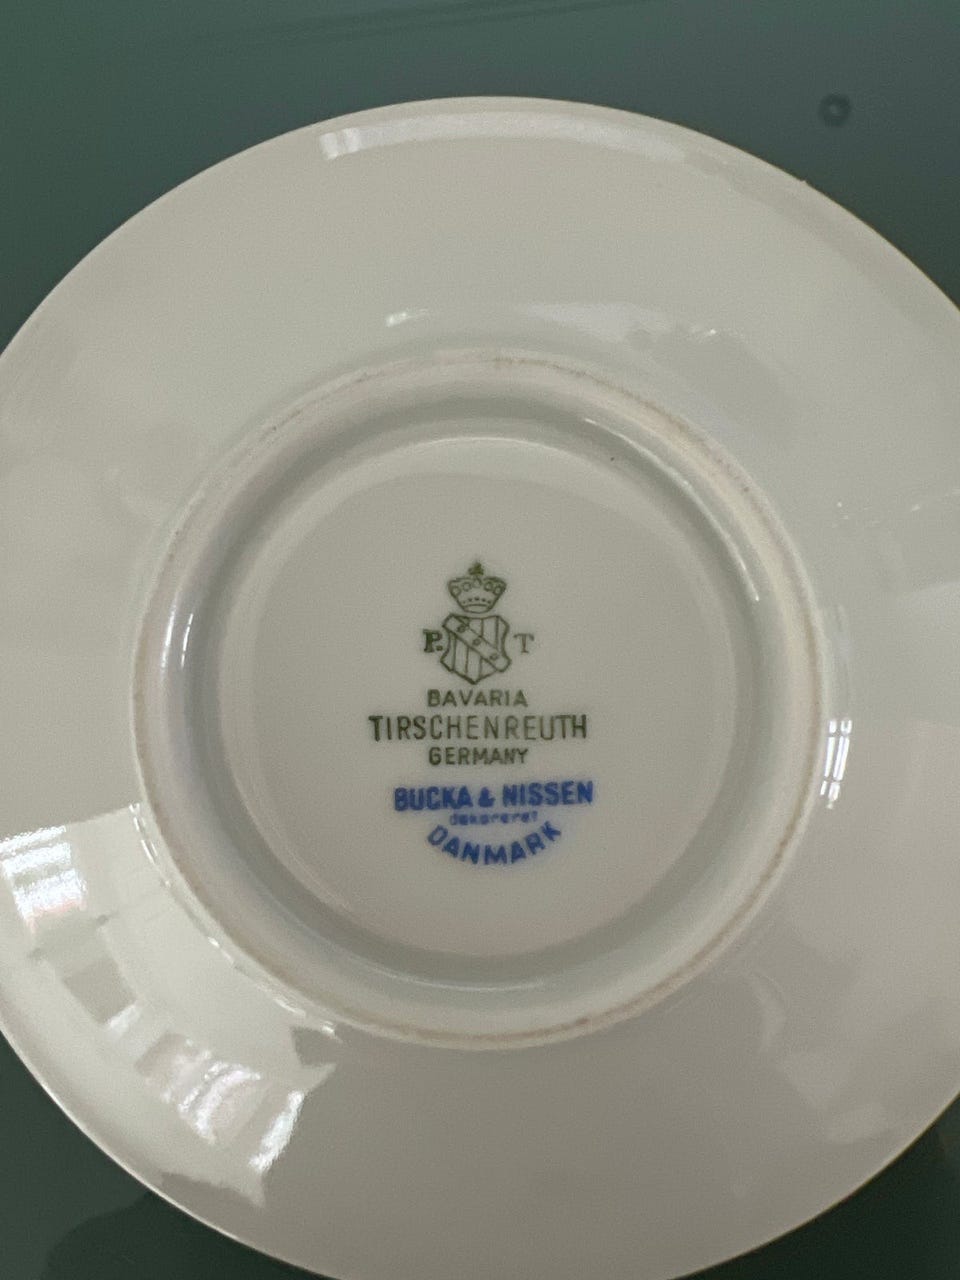 P. T
BAVARIA
TIRSCHENREUTH
GERMANY
BUCKA & NISSEN
dekoreret
DANMARK